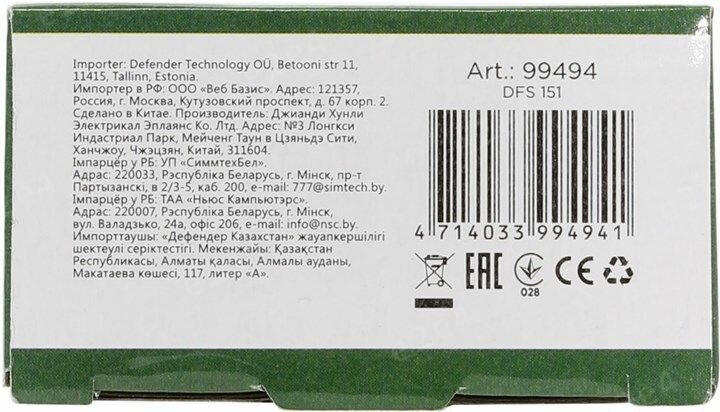 Importer: Defender Technology OÜ, Betooni str 11,
11415, Tallinn, Estonia.
Импортер в РФ: ООО «Веб Базис». Адрес: 121357,
Россия, г. Москва, Кутузовский проспект, д. 67 корп. 2.
Сделано в Китае. Производитель: Джианди Хунли
Электрикал Эплаянс Ко. Лтд. Адрес: №3 Лонгкси
Индастриал Парк, Мейченг Таун в Цзяньдэ Сити,
Ханчжоу, Чжэцзян, Китай, 311604.
Імпарцёр у РБ: УП «СиммтехБел».
Адрас: 220033, Рэспубліка Беларусь, г. Мінск, пр-т
Партызанскі, в 2/3-5, каб. 200, e-mail: 777@simtech.by.
Імпарцёр у РБ: ТАА «Ньюс Кампьютэрс».
Адрас: 220007, Рэспубліка Беларусь, г. Мінск,
вул. Валадзько, 24а, офіс 206, e-mail: info@nsc.by.
Импорттаушы: «Дефендер Казахстан» жауапкершілігі
шектеулі серіктестігі. Мекенжайы: Қазақстан
Республикасы, Алматы қаласы, Алмалы ауданы,
Макатаева көшесі, 117, литер «А».
Art.: 99494
DFS 151
4 714033 994941
EAC
028
CE